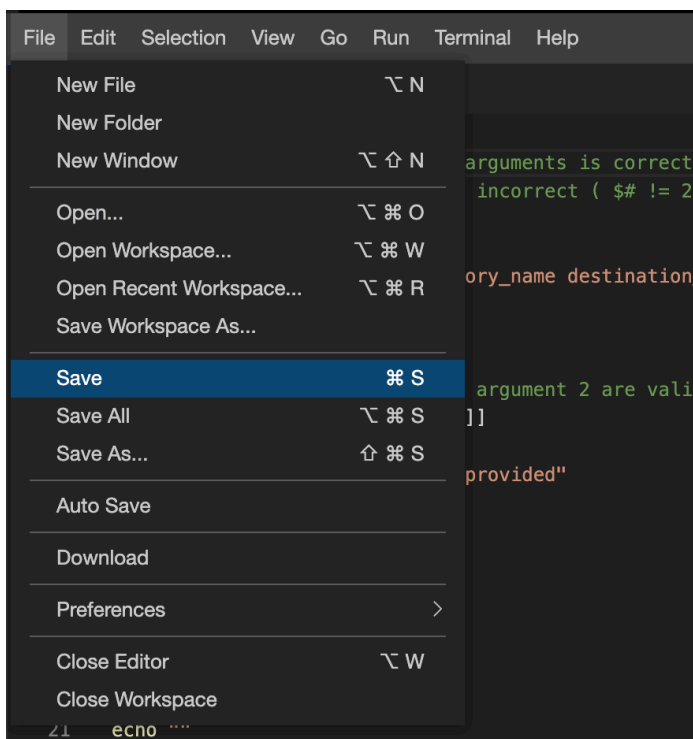 File Edit Selection View Go Run Terminal Help
New File ⌥ N
New Folder
New Window ⌥ ⇧ N
arguments is correct
incorrect ( $# != 2
Open... ⌥ ⌘ O
Open Workspace... ⌥ ⌘ W
Open Recent Workspace... ⌥ ⌘ R
ory_name destination_
Save Workspace As...
Save ⌘ S
argument 2 are vali
Save All ⌥ ⌘ S
]]
Save As... ⇧ ⌘ S
provided"
Auto Save
Download
Preferences >
Close Editor ⌥ W
Close Workspace
21 echo ""